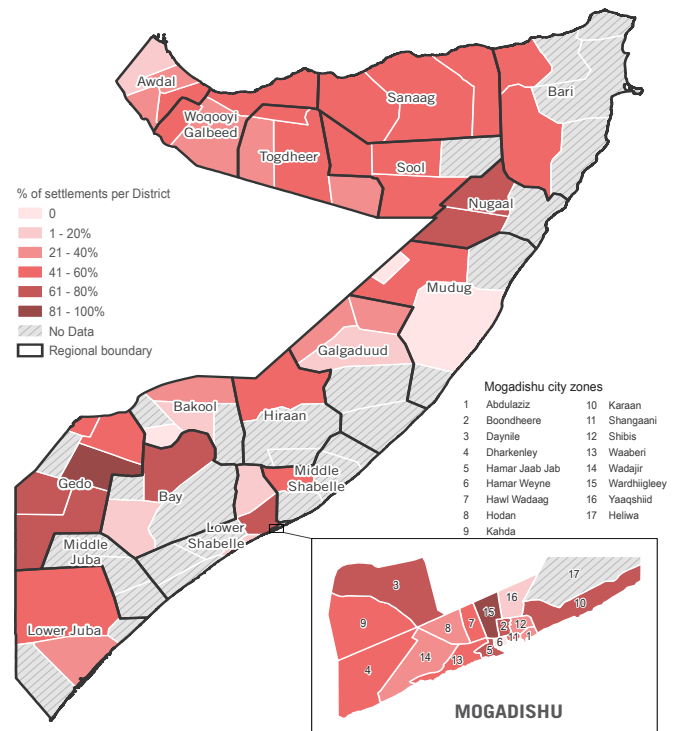 Awdal
Woqooyi
Galbeed
Togdheer
Sanaag
Bari
Sool
Nugaal
Mudug
Galgaduud
Hiraan
Bakool
Gedo
Bay
Middle
Shabelle
Lower
Shabelle
Middle
Juba
Lower Juba
% of settlements per District
0
1 - 20%
21 - 40%
41 - 60%
61 - 80%
81 - 100%
No Data
Regional boundary
Mogadishu city zones
1 Abdulaziz
2 Boondheere
3 Daynile
4 Dharkenley
5 Hamar Jaab Jab
6 Hamar Weyne
7 Hawl Wadaag
8 Hodan
9 Kahda
10 Karaan
11 Shangaani
12 Shibis
13 Waaberi
14 Wadajir
15 Wardhiigleey
16 Yaaqshiid
17 Heliwa
17
3
16
10
15
9
8
7
2
12
6
11
1
14
13
5
4
MOGADISHU